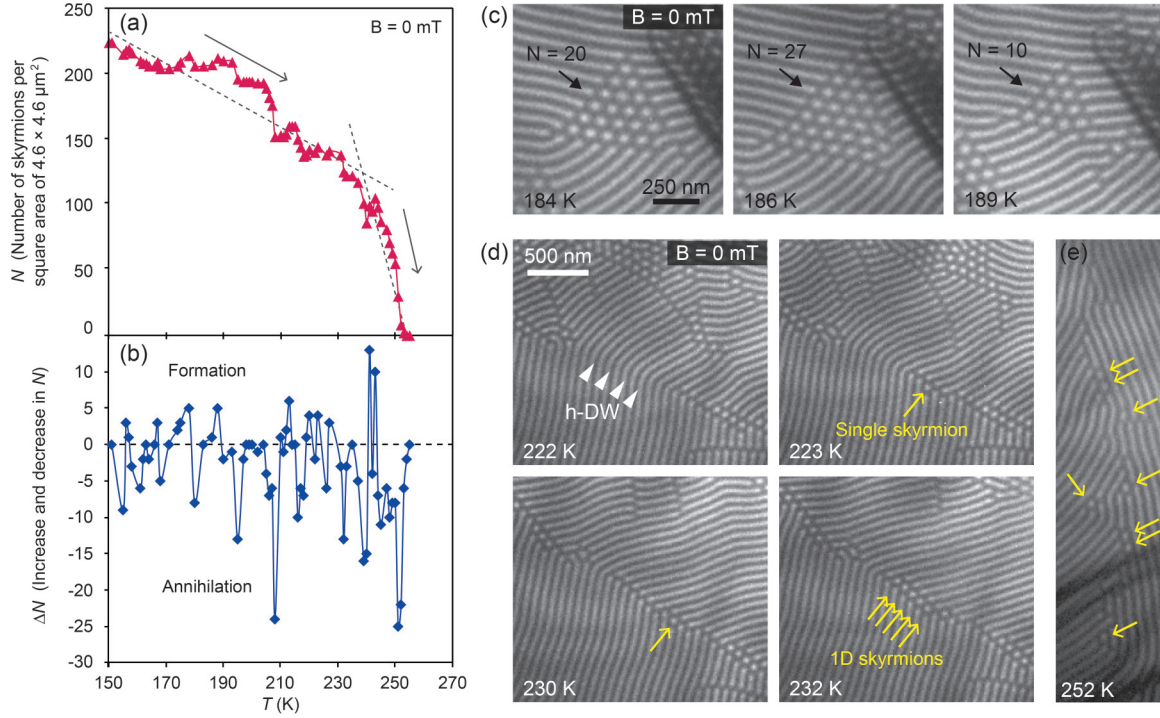 (a)
B = 0 mT
N (Number of skyrmions per
square area of 4.6 × 4.6 µm²)
250
200
150
100
50
0
(b)
Formation
Annihilation
ΔN (Increase and decrease in N)
10
5
0
-5
-10
-15
-20
-25
-30
150 170 190 210 230 250 270
T (K)
(c)
B = 0 mT
N = 20
184 K
250 nm
N = 27
186 K
N = 10
189 K
(d)
B = 0 mT
500 nm
h-DW
222 K
Single skyrmion
223 K
230 K
1D skyrmions
232 K
(e)
252 K